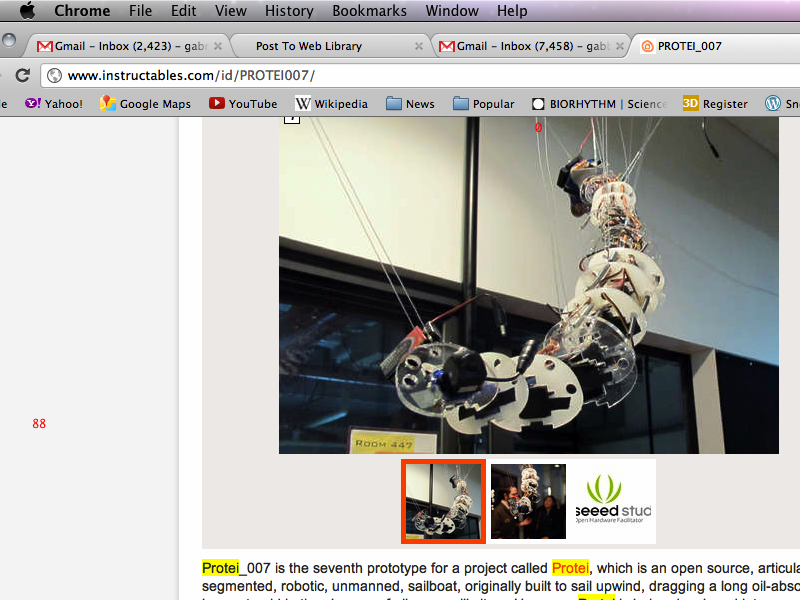 Chrome File Edit View History Bookmarks Window Help
Gmail - Inbox (2,423) - gab
Post To Web Library
Gmail - Inbox (7,458) - gab
PROTEI_007
www.instructables.com/id/PROTEI007/
Yahoo! Google Maps YouTube Wikipedia News Popular BIORHYTHM | Science 3D Register
0
ROOM 447
88
seeed stud
Open Hardware Facilitator
Protei_007 is the seventh prototype for a project called Protei, which is an open source, articula
segmented, robotic, unmanned, sailboat, originally built to sail upwind, dragging a long oil-abs